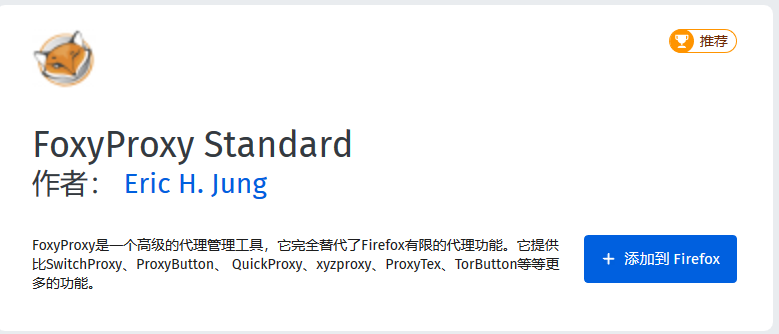 推荐
FoxyProxy Standard
作者： Eric H. Jung
FoxyProxy是一个高级的代理管理工具，它完全替代了Firefox有限的代理功能。它提供
比SwitchProxy、ProxyButton、 QuickProxy、xyzproxy、ProxyTex、TorButton等等更
多的功能。
+ 添加到 Firefox